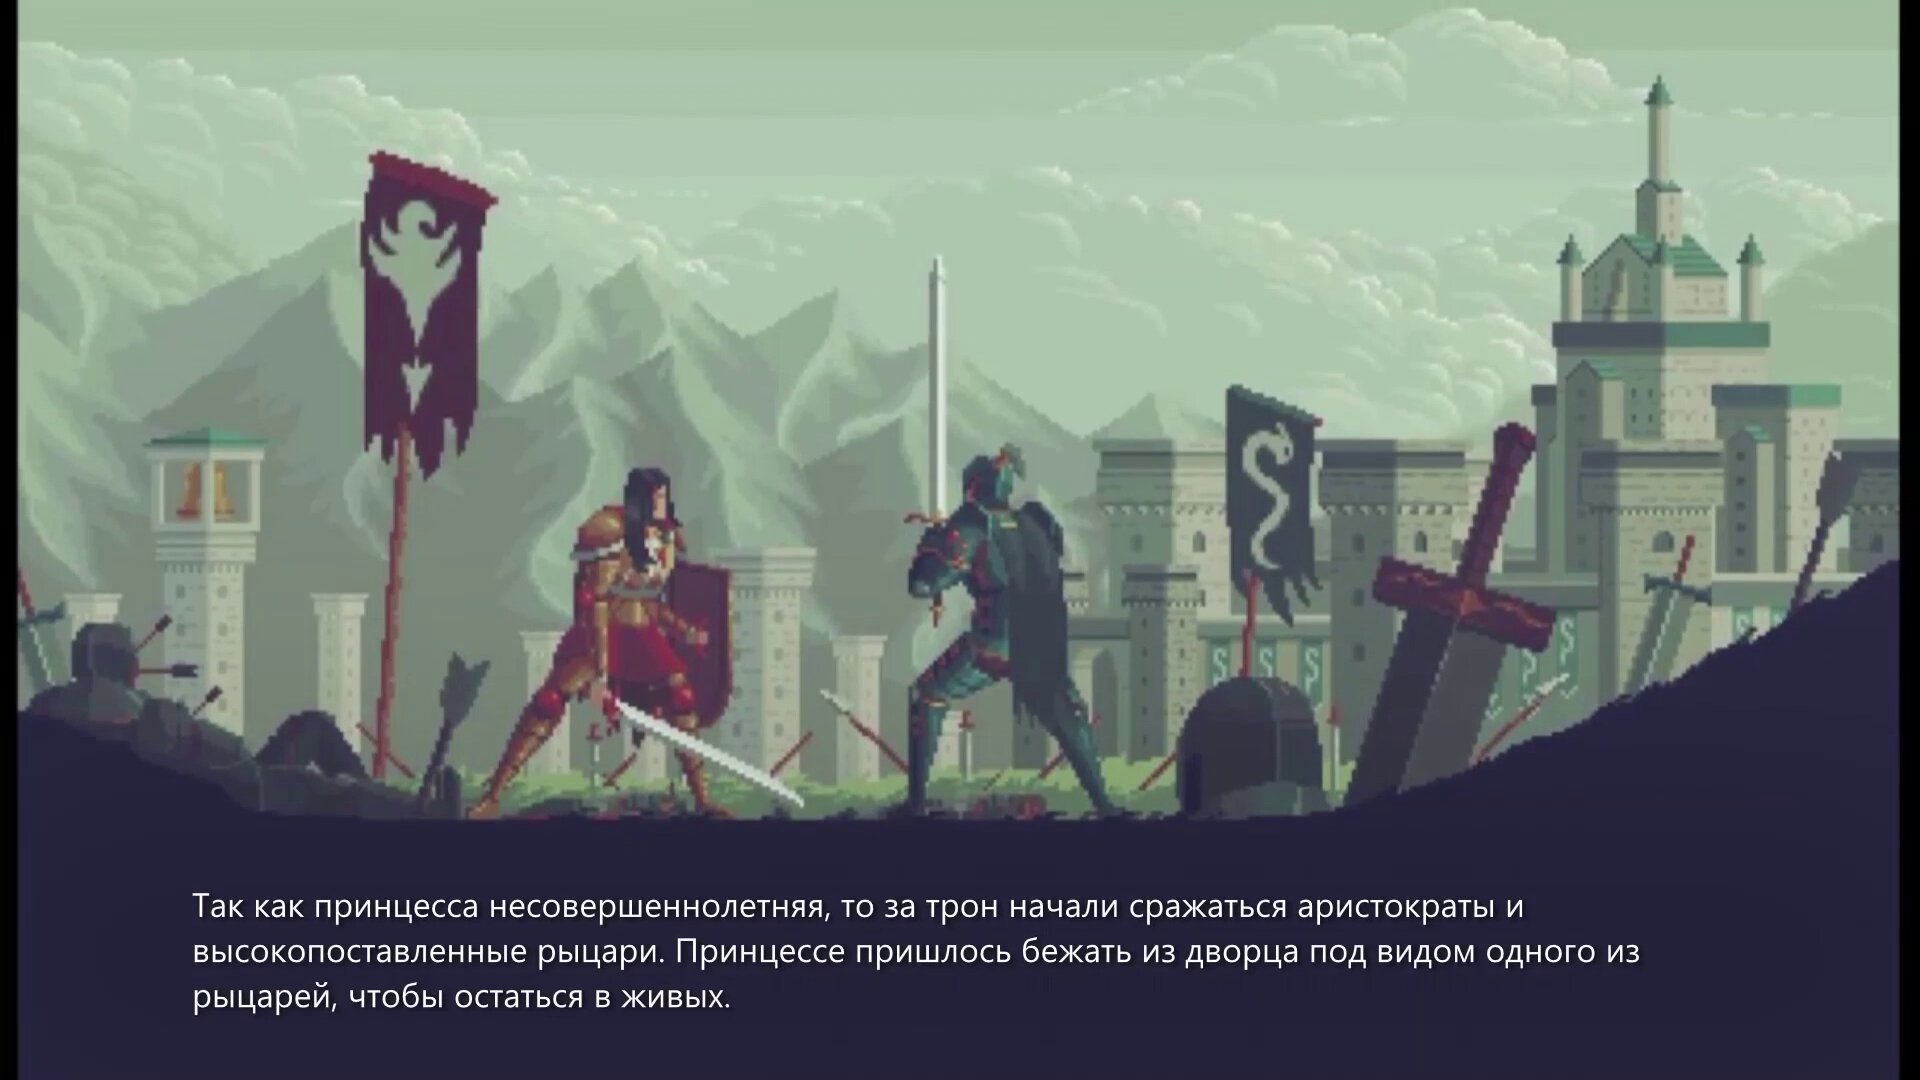 Так как принцесса несовершеннолетняя, то за трон начали сражаться аристократы и
высокопоставленные рыцари. Принцессе пришлось бежать из дворца под видом одного из
рыцарей, чтобы остаться в живых.